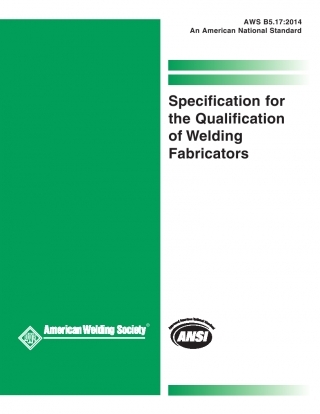 AWS B5.17:2014
An American National Standard
Specification for
the Qualification
of Welding
Fabricators
American Welding Society®
ANSI